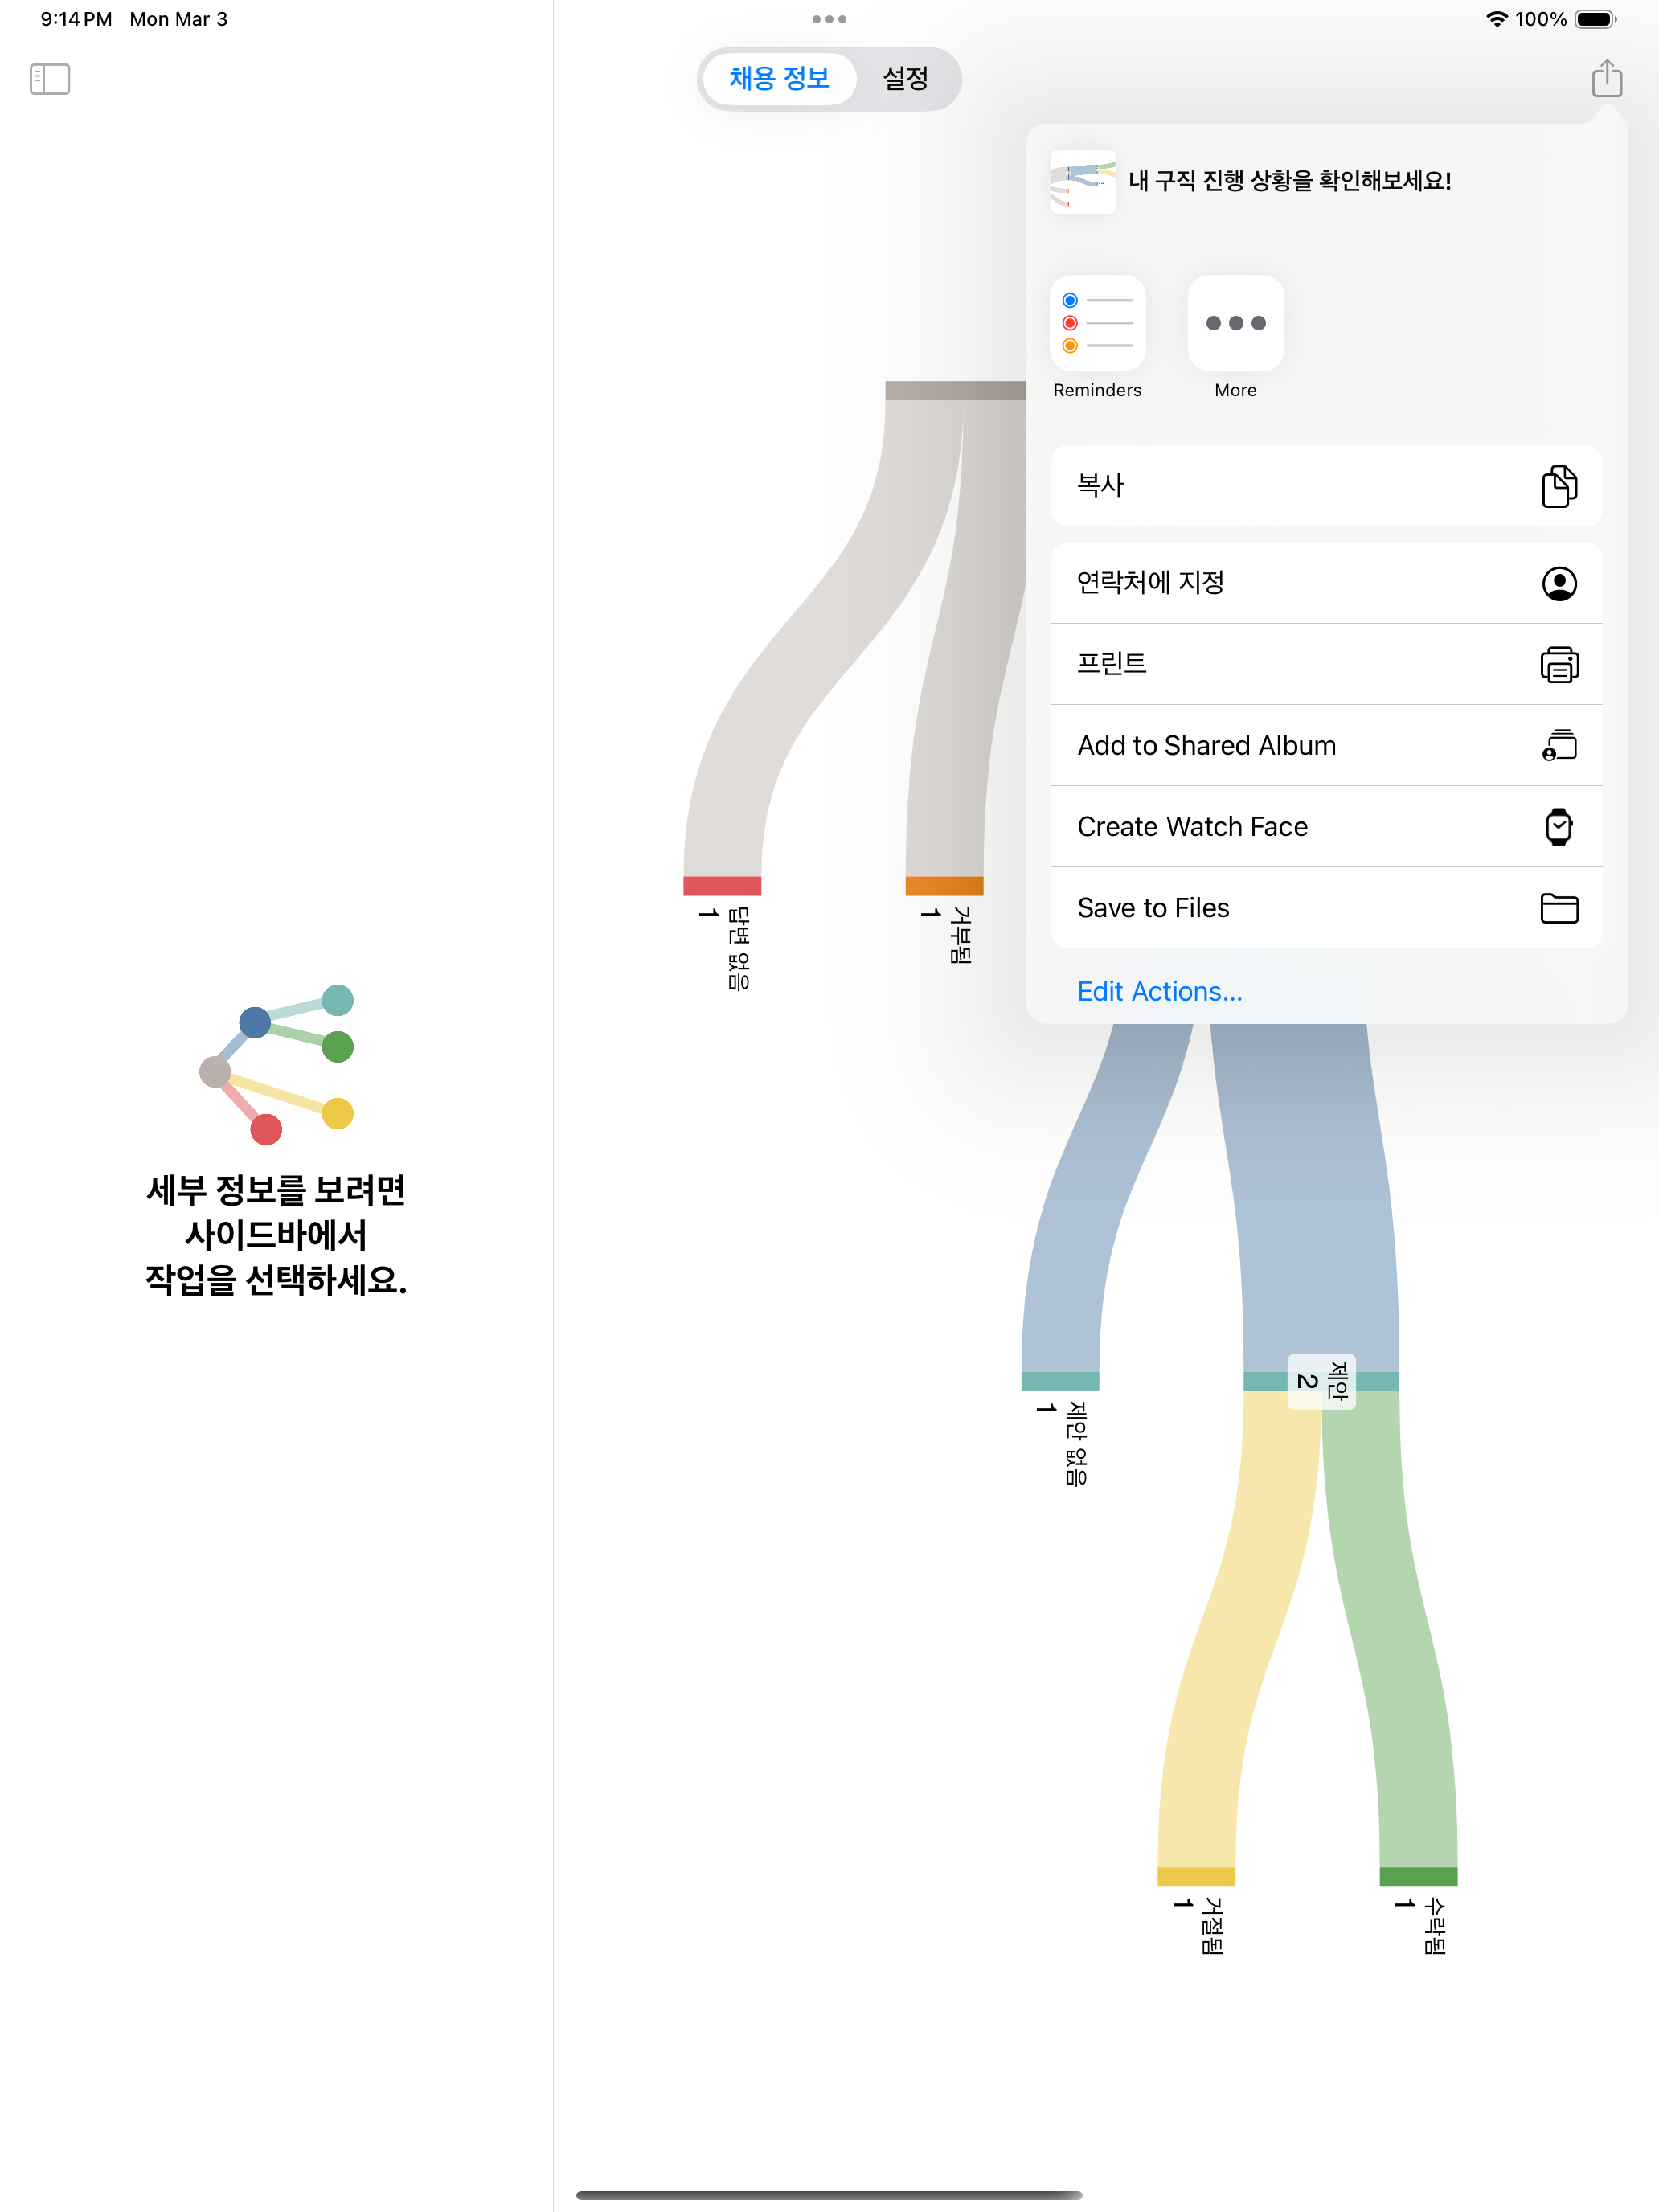 9:14 PM Mon Mar 3
100%
채용 정보
설정
내 구직 진행 상황을 확인해보세요!
Reminders
More
복사
연락처에 지정
프린트
Add to Shared Album
Create Watch Face
Save to Files
Edit Actions...
답변 없음
1
거부됨
1
세부 정보를 보려면
사이드바에서
작업을 선택하세요.
제안
2
제안 없음
1
거절됨
1
수락됨
1